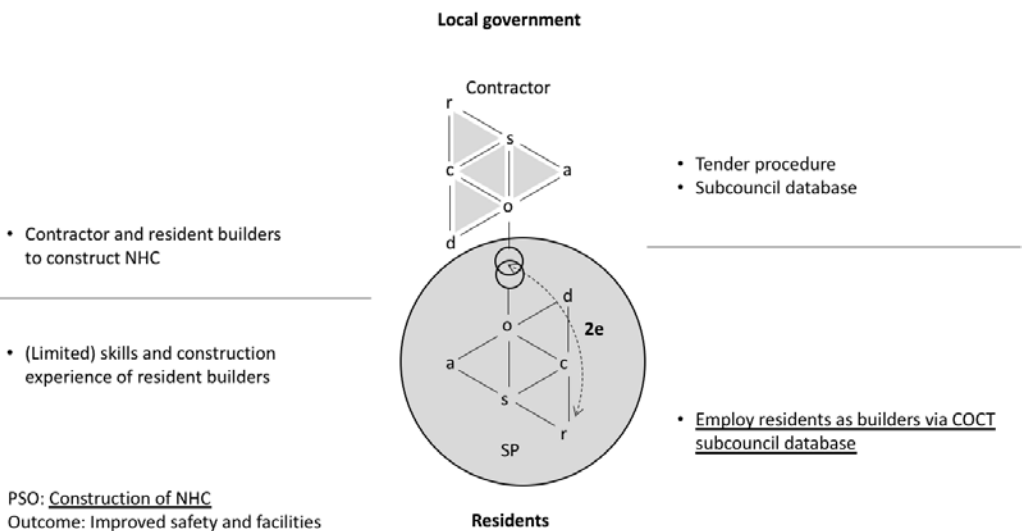 Local government
Contractor
r
s
c
a
o
d
• Tender procedure
• Subcouncil database
• Contractor and resident builders
to construct NHC
d
o
2e
a
c
s
r
SP
• (Limited) skills and construction
experience of resident builders
• Employ residents as builders via COCT
subcouncil database
PSO: Construction of NHC
Outcome: Improved safety and facilities
Residents